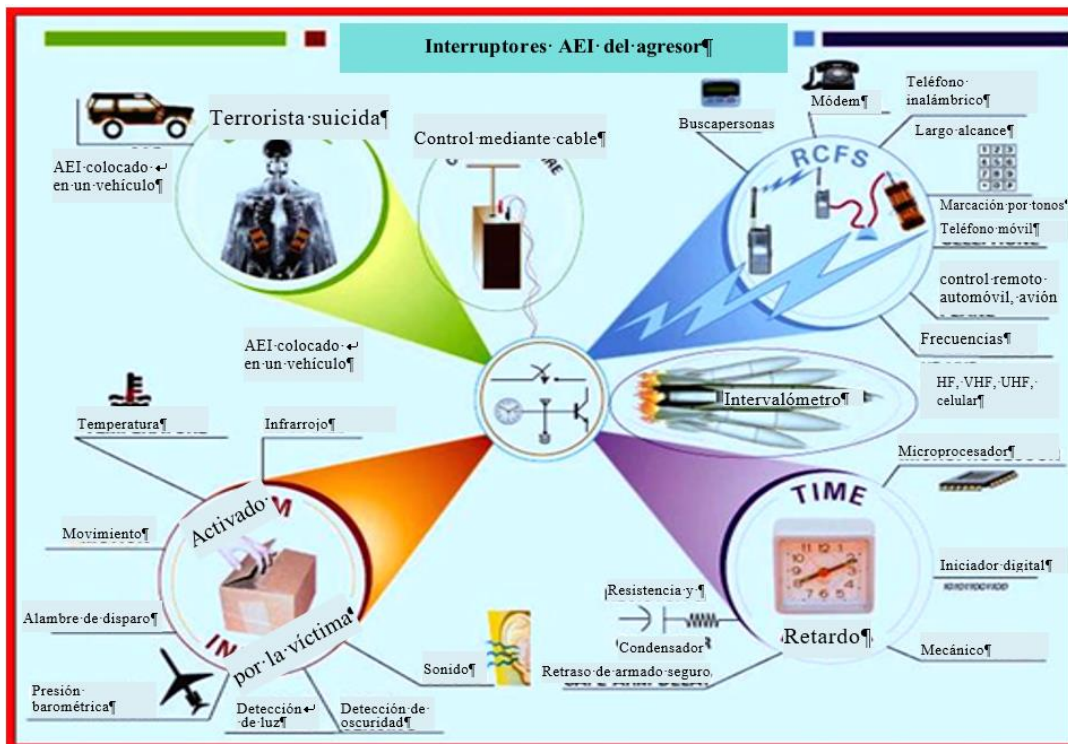 Interruptores AEI del agresor¶
Terrorista suicida¶
AEI colocado ↵
en un vehículo¶
Control mediante cable¶
Buscapersonas
Módem¶
Teléfono
inalámbrico¶
Largo alcance¶
RCFS
Marcación por tonos¶
Teléfono móvil¶
control remoto
automóvil, avión
Frecuencias¶
HF, VHF, UHF,
celular¶
AEI colocado ↵
en un vehículo¶
Intervalómetro¶
Temperatura¶
Infrarrojo¶
Movimiento¶
Activado
por la víctima¶
Alambre de disparo¶
Presión
barométrica¶
Detección↵
de luz¶
Detección de
oscuridad¶
Sonido¶
Microprocesador¶
TIME
Iniciador digital¶
Resistencia y ¶
Condensador
Retardo¶
Retraso de armado seguro
Mecánico¶